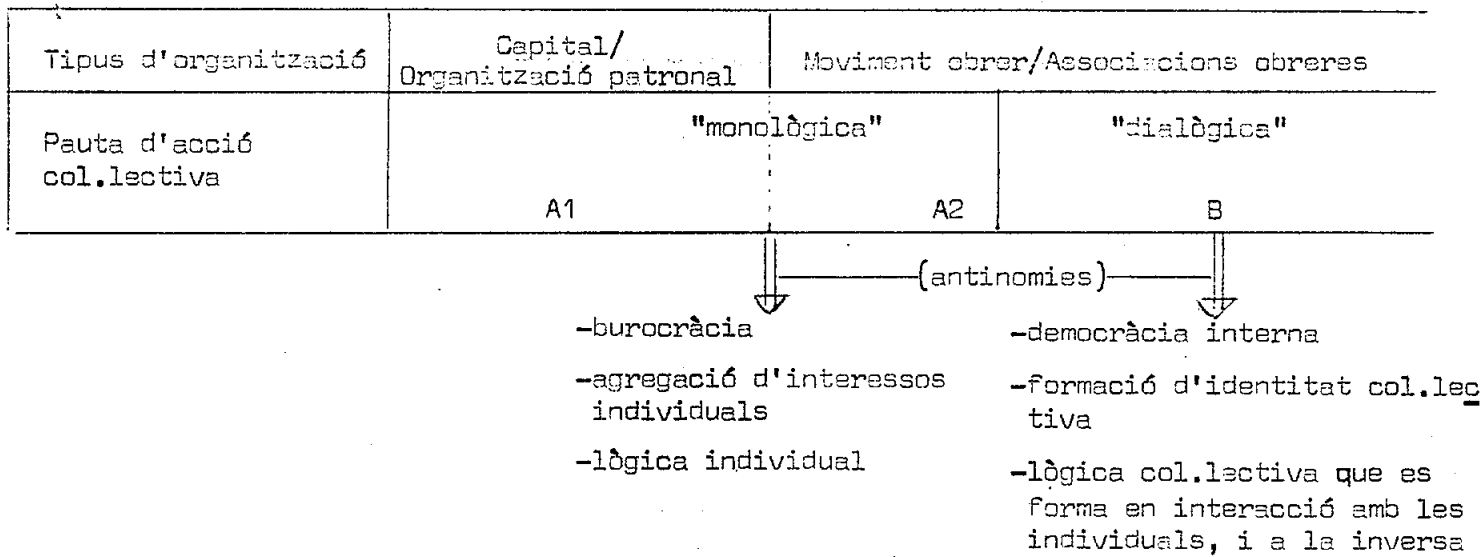 Tipus d'organització
Capital/
Organització patronal
Moviment obrer/Associacions obreres
Pauta d'acció
col.lectiva
"monològica"
"dialògica"
A1
A2
B
(antinomies)
-burocràcia
-agregació d'interessos
individuals
-lògica individual
-democràcia interna
-formació d'identitat col.lec
tiva
-lògica col.lectiva que es
forma en interacció amb les
individuals, i a la inversa